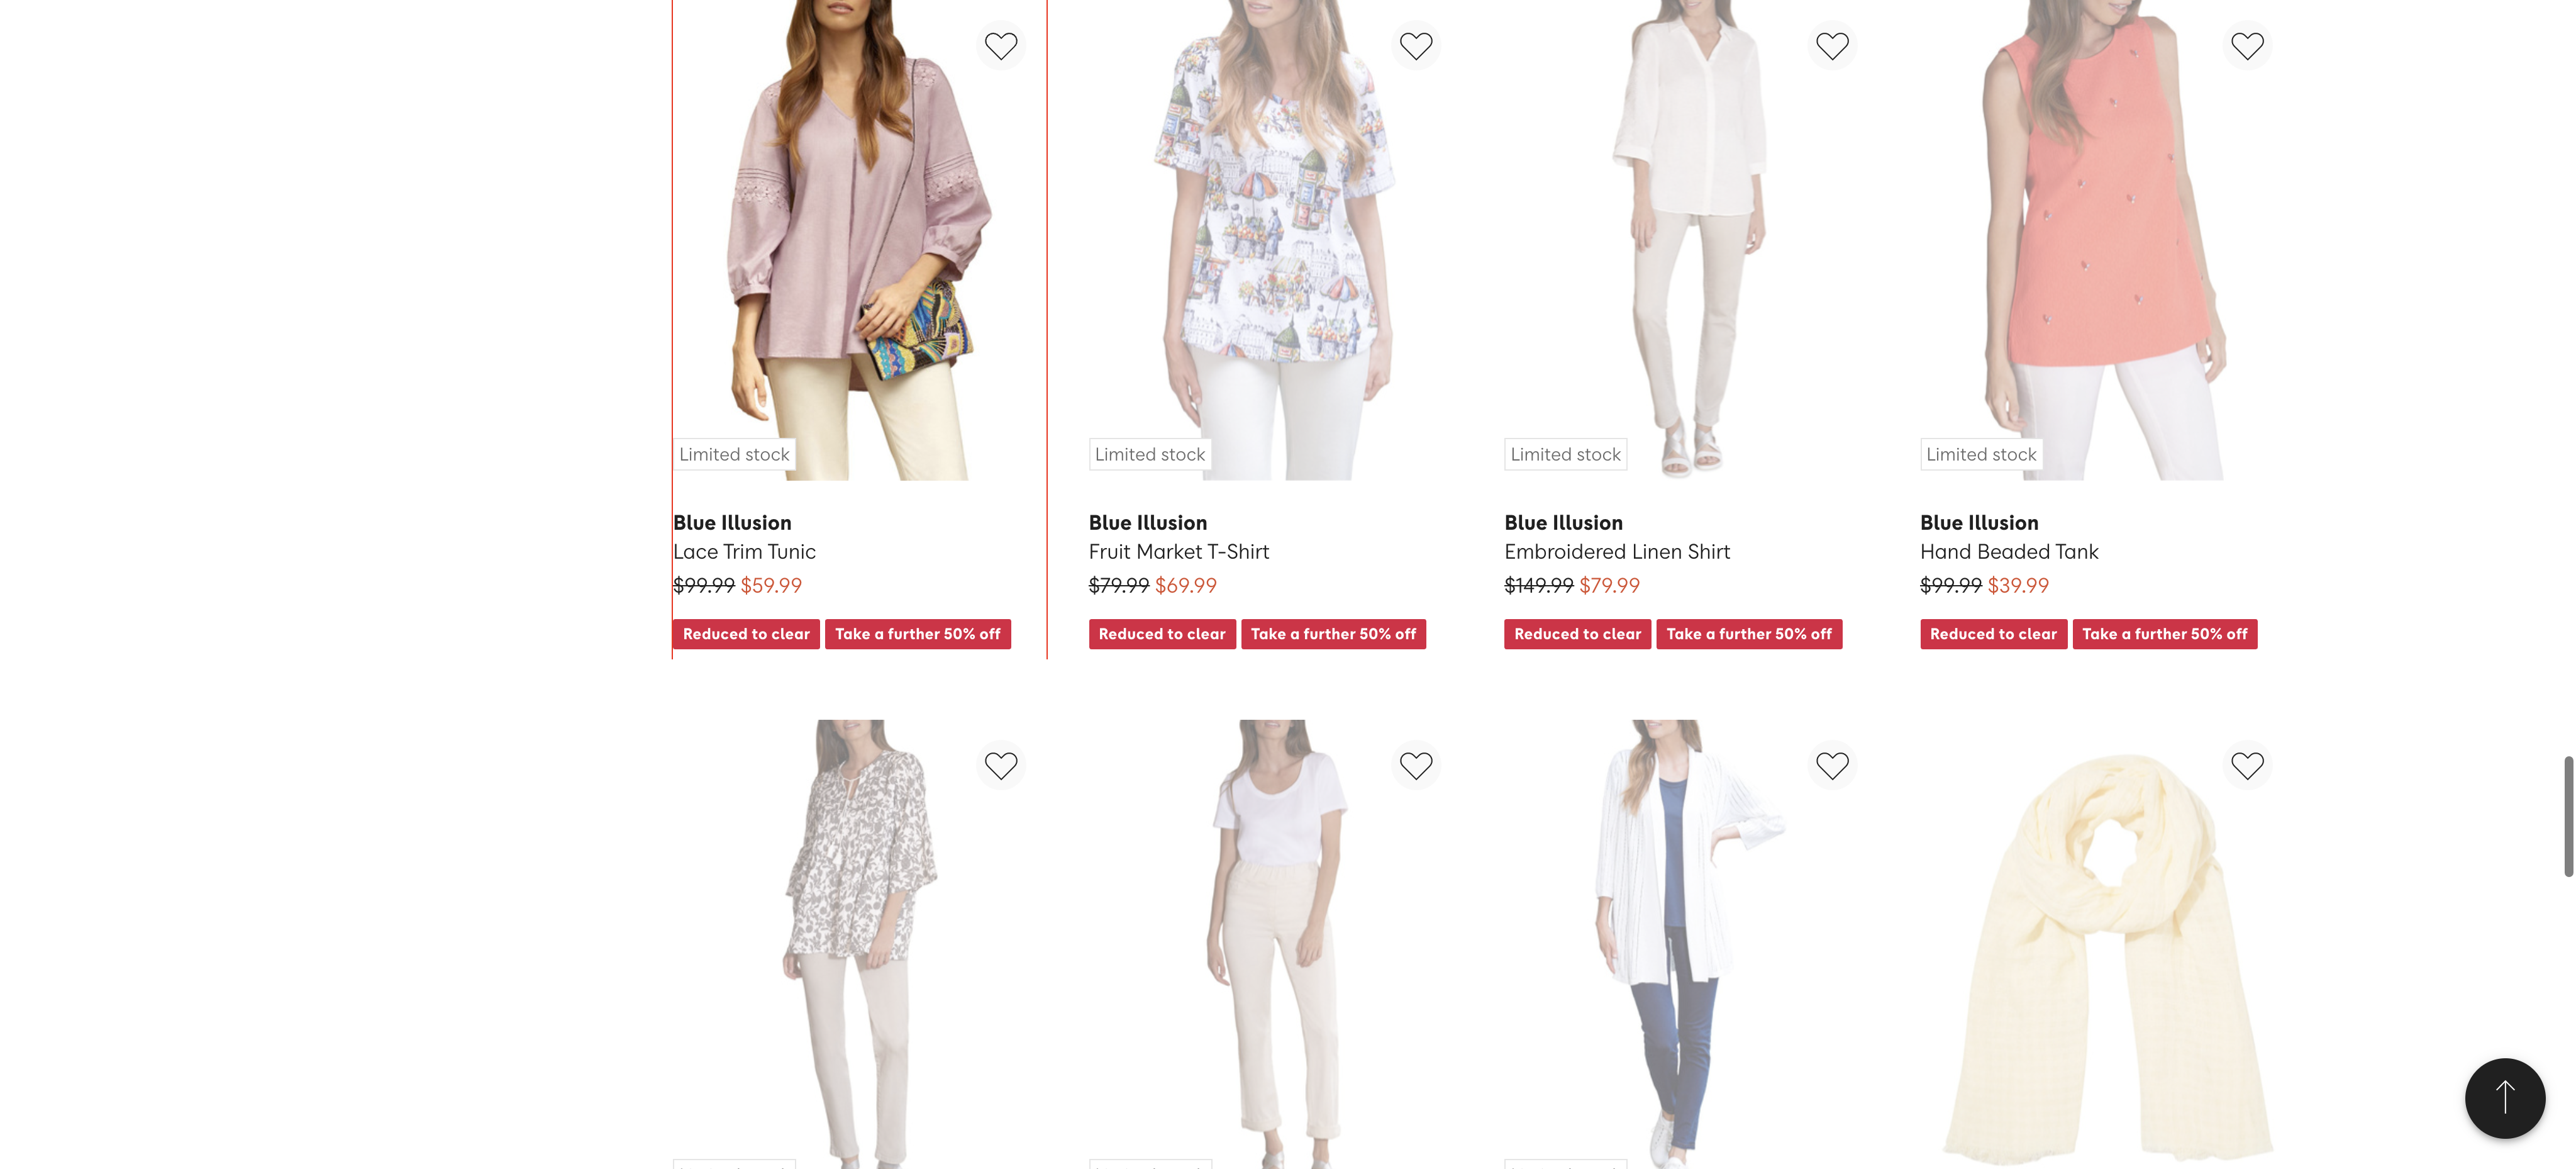 Limited stock
Limited stock
Limited stock
Limited stock
Blue Illusion
Lace Trim Tunic
$99.99 $59.99
Reduced to clear Take a further 50% off
Blue Illusion
Fruit Market T-Shirt
$79.99 $69.99
Reduced to clear Take a further 50% off
Blue Illusion
Embroidered Linen Shirt
$149.99 $79.99
Reduced to clear Take a further 50% off
Blue Illusion
Hand Beaded Tank
$99.99 $39.99
Reduced to clear Take a further 50% off